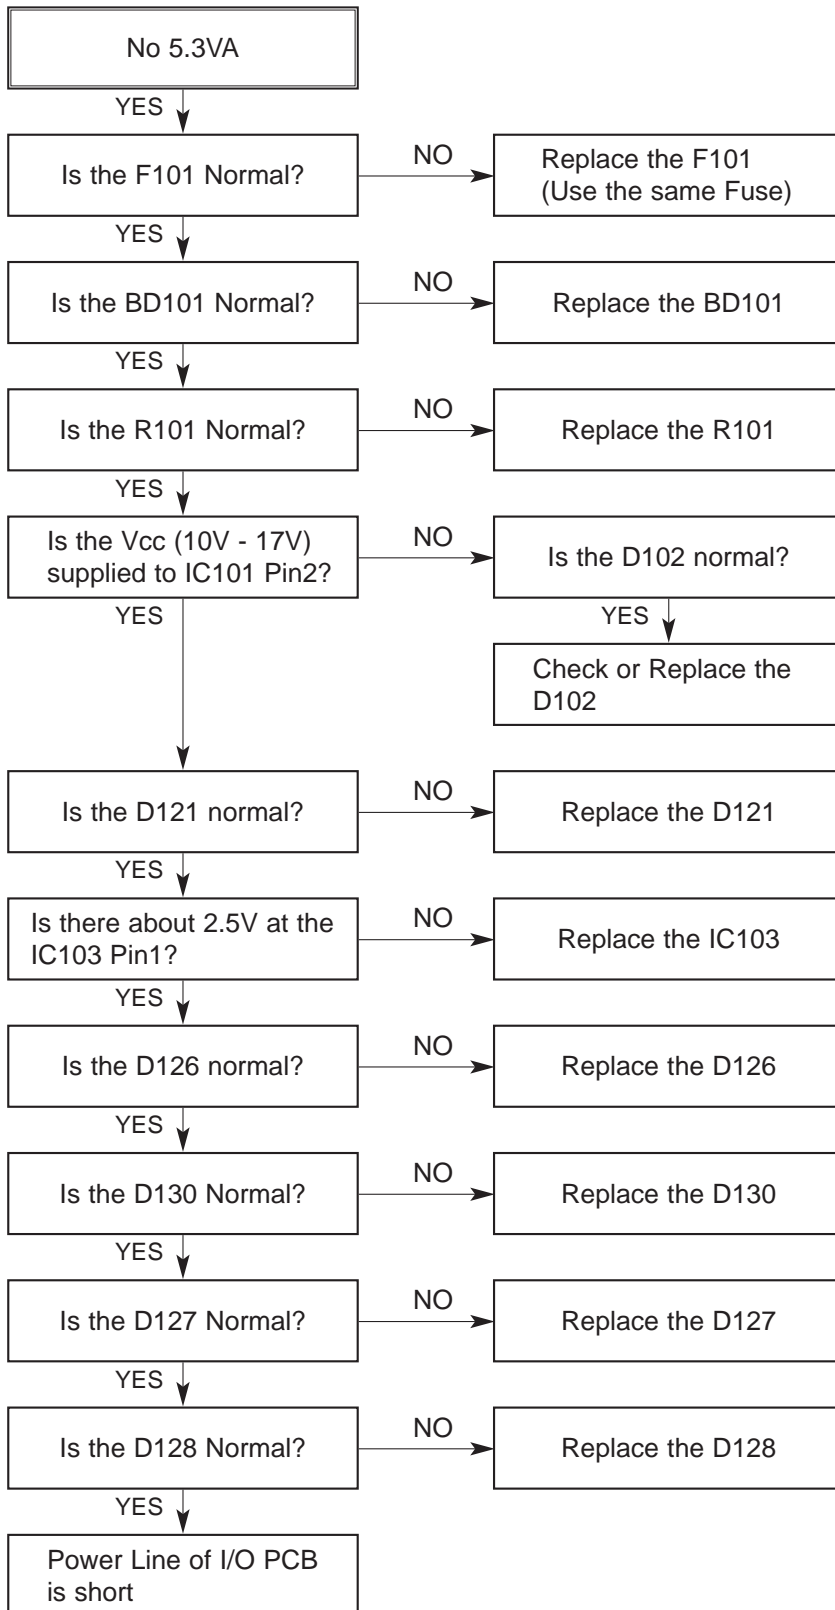 No 5.3VA
YES
Is the F101 Normal?
NO
Replace the F101
(Use the same Fuse)
YES
Is the BD101 Normal?
NO
Replace the BD101
YES
Is the R101 Normal?
NO
Replace the R101
YES
Is the Vcc (10V - 17V)
supplied to IC101 Pin2?
NO
Is the D102 normal?
YES
YES
Check or Replace the
D102
Is the D121 normal?
NO
Replace the D121
YES
Is there about 2.5V at the
IC103 Pin1?
NO
Replace the IC103
YES
Is the D126 normal?
NO
Replace the D126
YES
Is the D130 Normal?
NO
Replace the D130
YES
Is the D127 Normal?
NO
Replace the D127
YES
Is the D128 Normal?
NO
Replace the D128
YES
Power Line of I/O PCB
is short